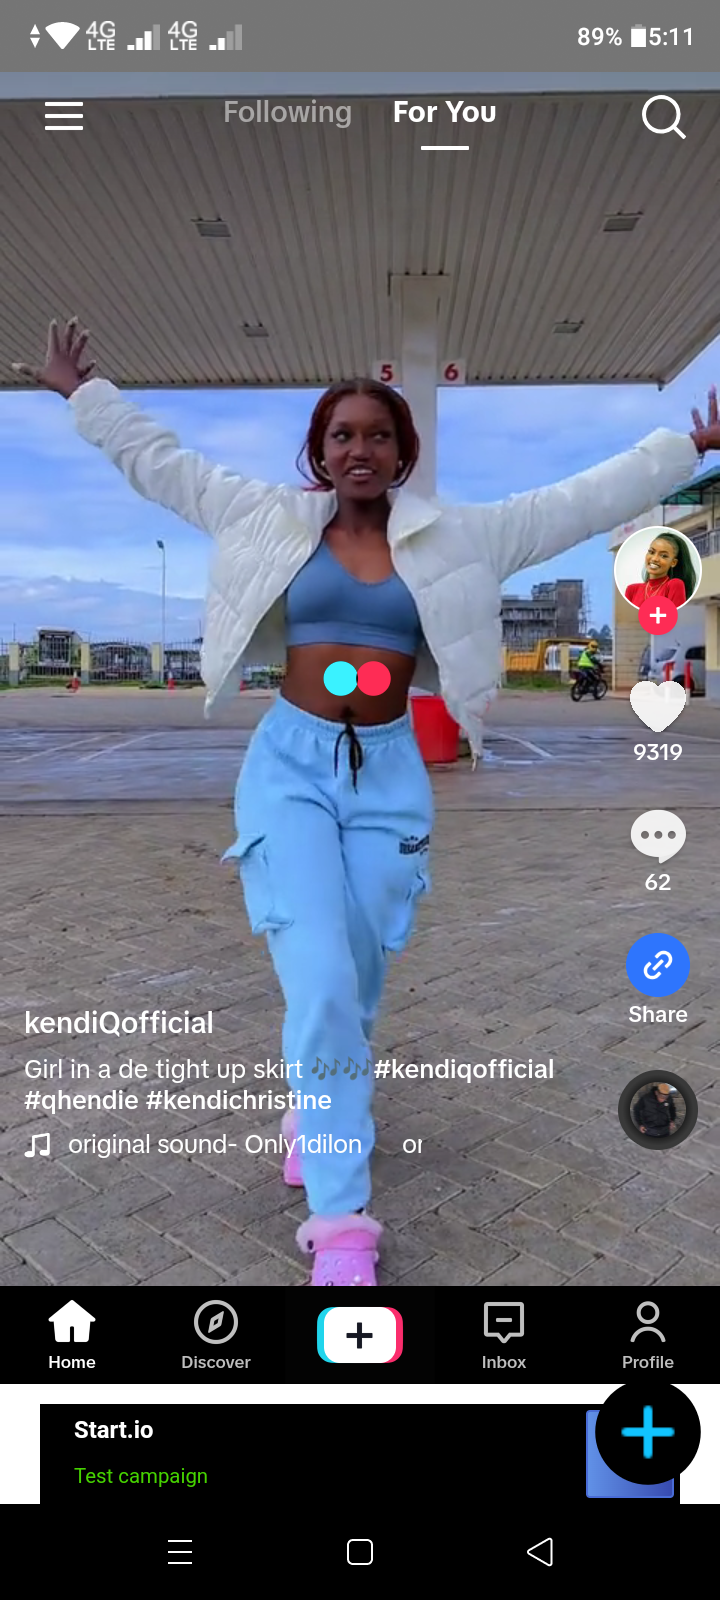 4G LTE 4G LTE 89% 5:11
Following For You
5 6
9319
62
Share
kendiQofficial
Girl in a de tight up skirt 🎶🎶🎶#kendiqofficial
#qhendie #kendichristine
original sound- Only1dilon or
Home Discover Inbox Profile
Start.io
Test campaign